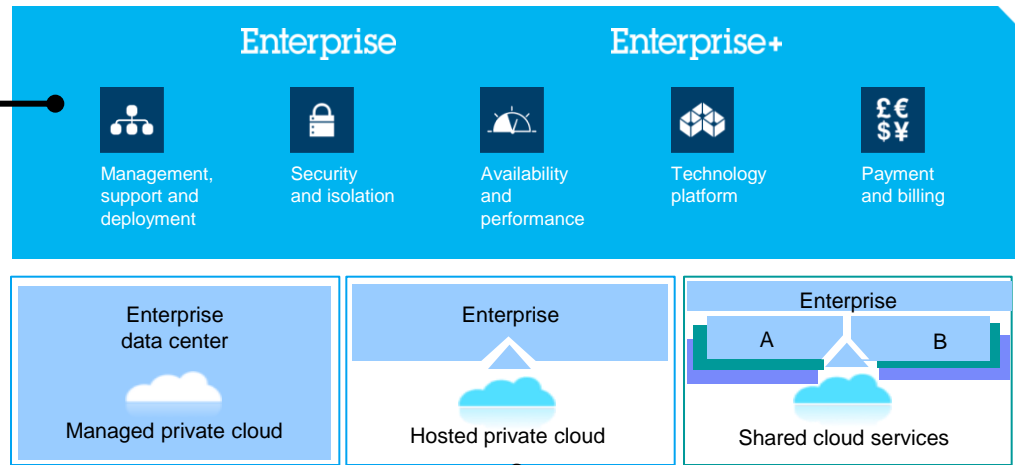 Enterprise
Enterprise+
Management,
support and
deployment
Security
and isolation
Availability
and
performance
Technology
platform
£€
$¥
Payment
and billing
Enterprise
data center
Managed private cloud
Enterprise
Hosted private cloud
Enterprise
A
B
Shared cloud services